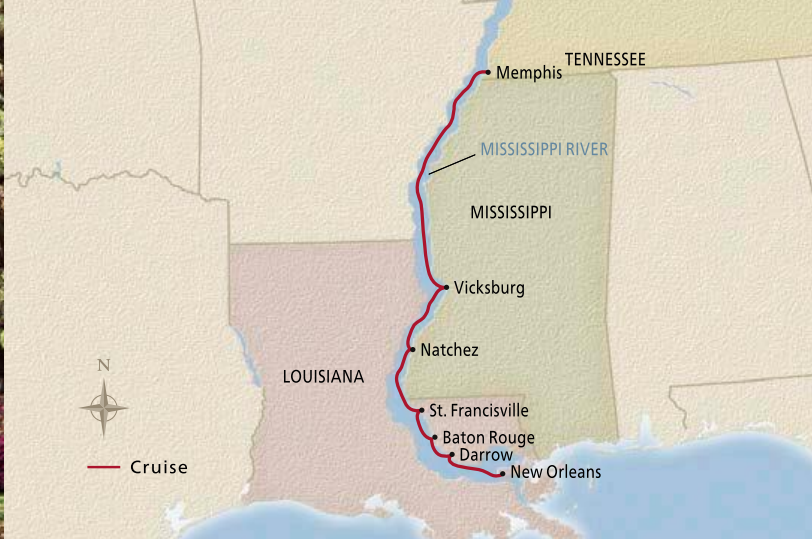 TENNESSEE
Memphis
MISSISSIPPI RIVER
MISSISSIPPI
Vicksburg
Natchez
LOUISIANA
N
St. Francisville
Baton Rouge
Darrow
Cruise
New Orleans